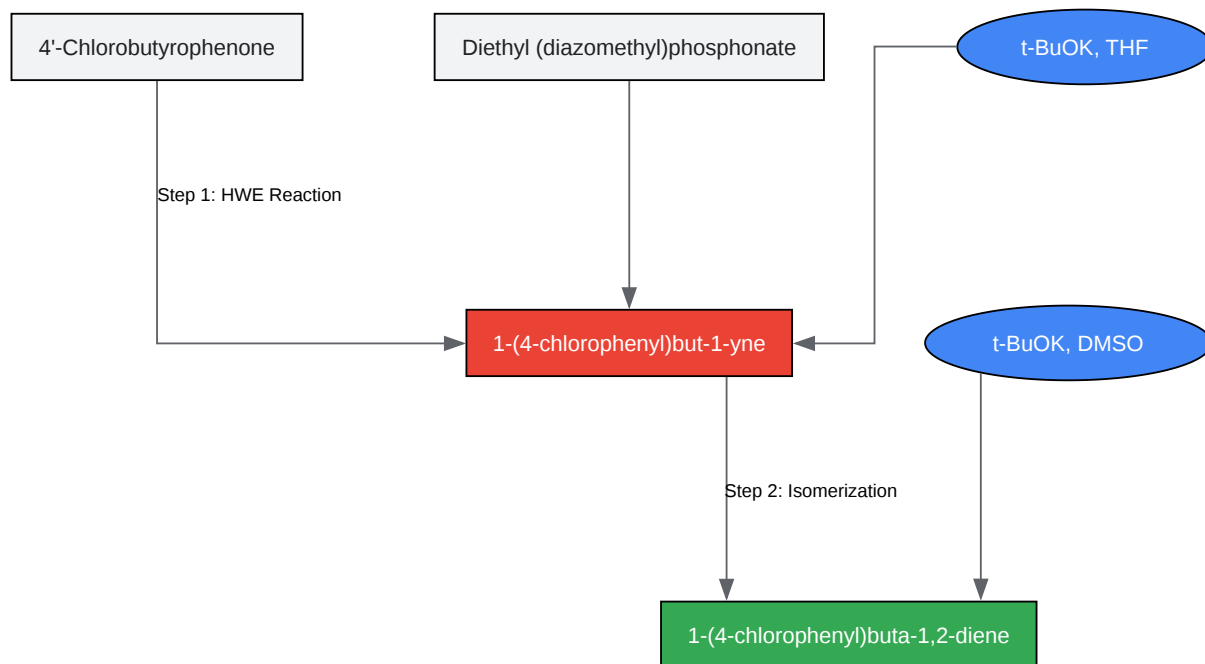 4'-Chlorobutyrophenone
Diethyl (diazomethyl)phosphonate
t-BuOK, THF
Step 1: HWE Reaction
1-(4-chlorophenyl)but-1-yne
t-BuOK, DMSO
Step 2: Isomerization
1-(4-chlorophenyl)buta-1,2-diene